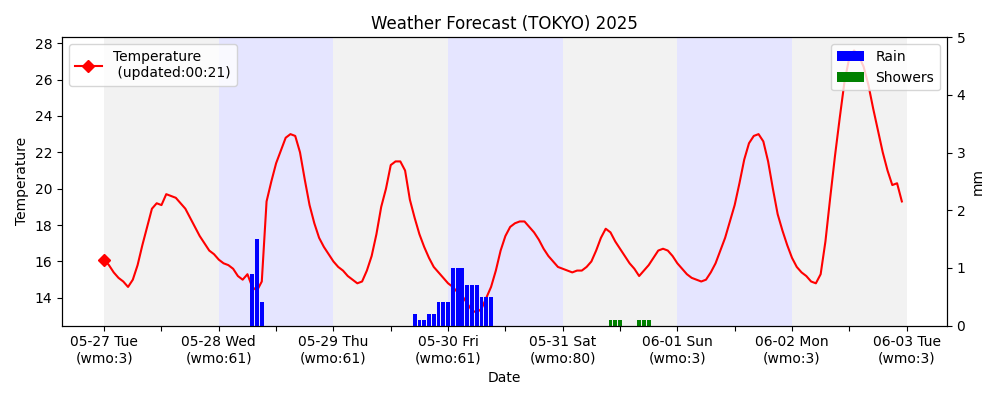 Weather Forecast (TOKYO) 2025
Temperature
(updated:00:21)
Rain
Showers
28
26
24
22
20
18
16
14
Temperature
5
4
3
2
1
0
mm
05-27 Tue 05-28 Wed 05-29 Thu 05-30 Fri 05-31 Sat 06-01 Sun 06-02 Mon 06-03 Tue
(wmo:3) (wmo:61) (wmo:61) (wmo:61) (wmo:80) (wmo:3) (wmo:3) (wmo:3)
Date